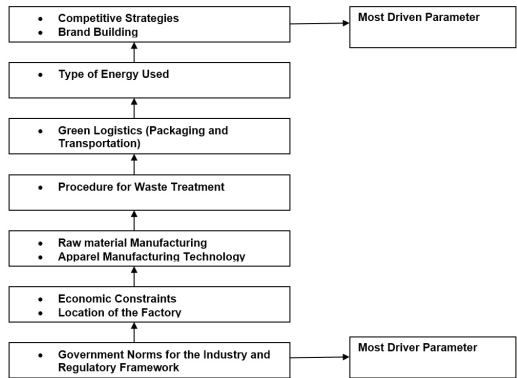 • Competitive Strategies
• Brand Building
Most Driven Parameter
• Type of Energy Used
• Green Logistics (Packaging and
Transportation)
• Procedure for Waste Treatment
• Raw material Manufacturing
• Apparel Manufacturing Technology
• Economic Constraints
• Location of the Factory
• Government Norms for the Industry and
Regulatory Framework
Most Driver Parameter